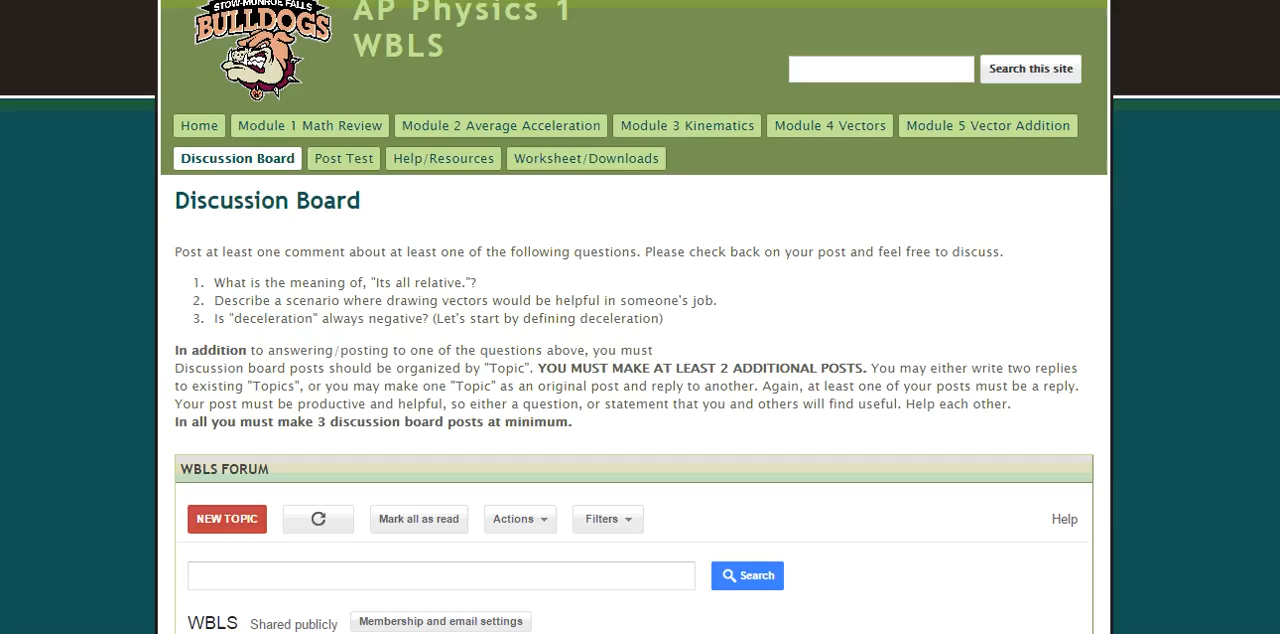 STOW-MUNROE FALLS
BULLDOGS
AP Physics 1
WBLS
Search this site
Home Module 1 Math Review Module 2 Average Acceleration Module 3 Kinematics Module 4 Vectors Module 5 Vector Addition
Discussion Board Post Test Help/Resources Worksheet/Downloads
Discussion Board
Post at least one comment about at least one of the following questions. Please check back on your post and feel free to discuss.
1. What is the meaning of, "Its all relative."?
2. Describe a scenario where drawing vectors would be helpful in someone's job.
3. Is "deceleration" always negative? (Let's start by defining deceleration)
In addition to answering/posting to one of the questions above, you must
Discussion board posts should be organized by "Topic". YOU MUST MAKE AT LEAST 2 ADDITIONAL POSTS. You may either write two replies
to existing "Topics", or you may make one "Topic" as an original post and reply to another. Again, at least one of your posts must be a reply.
Your post must be productive and helpful, so either a question, or statement that you and others will find useful. Help each other.
In all you must make 3 discussion board posts at minimum.
WBLS FORUM
NEW TOPIC Mark all as read Actions Filters Help
Search
WBLS Shared publicly Membership and email settings